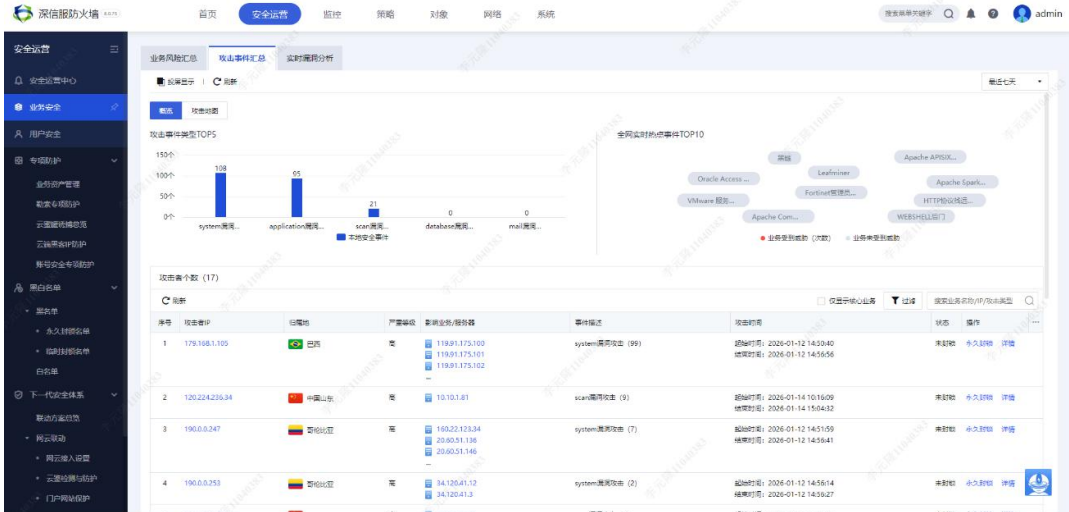 深信服防火墙
首页 安全运营 监控 策略 对象 网络 系统
搜索菜单关键字
admin
安全运营
安全运营中心
业务安全
用户安全
专项防护
业务资产管理
勒索专项防护
云蜜罐诱捕总览
云端黑客IP防护
账号安全专项防护
黑白名单
黑名单
永久封锁名单
临时封锁名单
白名单
下一代安全体系
联动方案总览
网云联动
网云接入设置
云鉴检测与防护
门户网站保护
业务风险汇总 攻击事件汇总 实时漏洞分析
投屏显示 | 刷新
最近七天
概览 攻击地图
攻击事件类型TOP5
150个
100个
50个
0个
108
95
21
0
0
system漏洞... application漏洞... scan漏洞... database漏洞... mail漏洞...
本地安全事件
全网实时热点事件TOP10
黑链
Apache APISIX...
Leafminer
Oracle Access ...
Apache Spark...
Fortinet管理员...
VMware 服务...
HTTP协议栈远...
Apache Com...
WEBSHELL后门
业务受到威胁（次数） 业务未受到威胁
攻击者个数（17）
刷新
仅显示核心业务 过滤 搜索业务名称/IP/攻击类型
序号 攻击者IP 归属地 严重等级 影响业务/服务器 事件描述 攻击时间 状态 操作
1 179.168.1.105 巴西 高 119.91.175.100 system漏洞攻击（99） 起始时间：2026-01-12 14:50:40 未封锁 永久封锁 详情
119.91.175.101 结束时间：2026-01-12 14:56:56
119.91.175.102
...
2 120.224.236.34 中国山东 高 10.10.1.81 scan漏洞攻击（9） 起始时间：2026-01-14 10:16:09 未封锁 永久封锁 详情
结束时间：2026-01-14 15:04:32
3 190.0.0.247 哥伦比亚 高 160.22.123.34 system漏洞攻击（7） 起始时间：2026-01-12 14:51:59 未封锁 永久封锁 详情
20.60.51.136 结束时间：2026-01-12 14:56:41
20.60.51.146
...
4 190.0.0.253 哥伦比亚 高 34.120.41.12 system漏洞攻击（2） 起始时间：2026-01-12 14:56:14 未封锁 永久封锁 详情
34.120.41.3 结束时间：2026-01-12 14:56:27